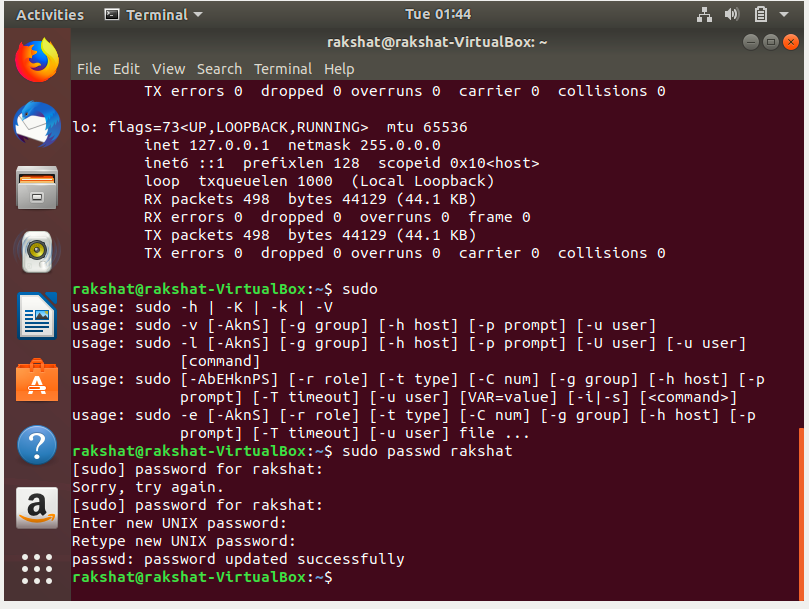 Activities Terminal Tue 01:44
rakshat@rakshat-VirtualBox: ~
File Edit View Search Terminal Help
TX errors 0  dropped 0 overruns 0  carrier 0  collisions 0
lo: flags=73<UP,LOOPBACK,RUNNING>  mtu 65536
inet 127.0.0.1  netmask 255.0.0.0
inet6 ::1  prefixlen 128  scopeid 0x10<host>
loop  txqueuelen 1000  (Local Loopback)
RX packets 498  bytes 44129 (44.1 KB)
RX errors 0  dropped 0  overruns 0  frame 0
TX packets 498  bytes 44129 (44.1 KB)
TX errors 0  dropped 0 overruns 0  carrier 0  collisions 0
rakshat@rakshat-VirtualBox:~$ sudo
usage: sudo -h | -K | -k | -V
usage: sudo -v [-AknS] [-g group] [-h host] [-p prompt] [-u user]
usage: sudo -l [-AknS] [-g group] [-h host] [-p prompt] [-U user] [-u user]
[command]
usage: sudo [-AbEHknPS] [-r role] [-t type] [-C num] [-g group] [-h host] [-p
prompt] [-T timeout] [-u user] [VAR=value] [-i|-s] [<command>]
usage: sudo -e [-AknS] [-r role] [-t type] [-C num] [-g group] [-h host] [-p
prompt] [-T timeout] [-u user] file ...
rakshat@rakshat-VirtualBox:~$ sudo passwd rakshat
[sudo] password for rakshat:
Sorry, try again.
[sudo] password for rakshat:
Enter new UNIX password:
Retype new UNIX password:
passwd: password updated successfully
rakshat@rakshat-VirtualBox:~$